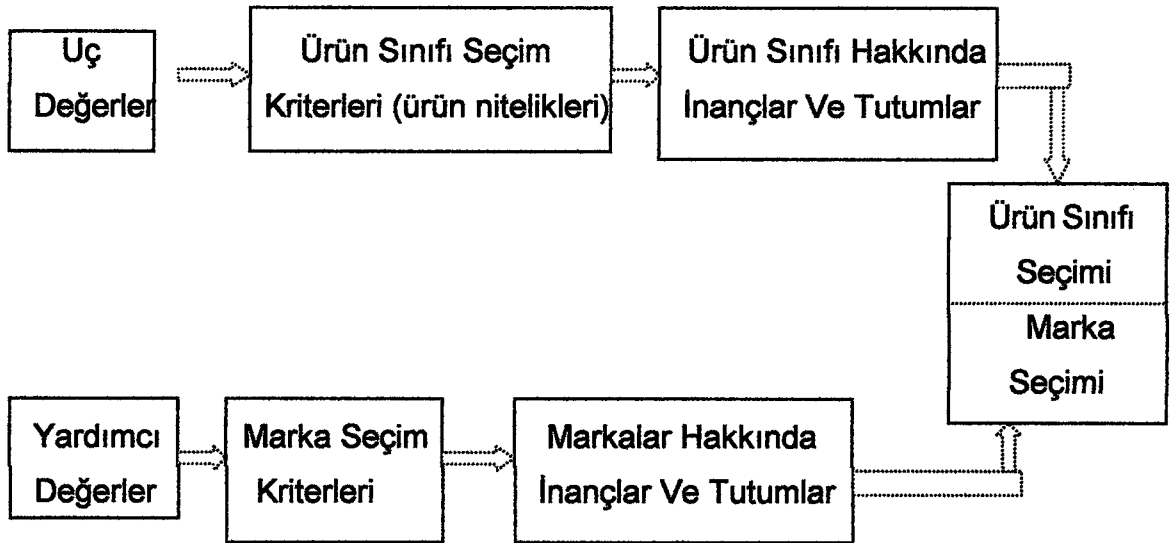 Uç
Değerler
Ürün Sınıfı Seçim
Kriterleri (ürün nitelikleri)
Ürün Sınıfı Hakkında
İnançlar Ve Tutumlar
Ürün Sınıfı
Seçimi
Marka
Seçimi
Yardımcı
Değerler
Marka Seçim
Kriterleri
Markalar Hakkında
İnançlar Ve Tutumlar